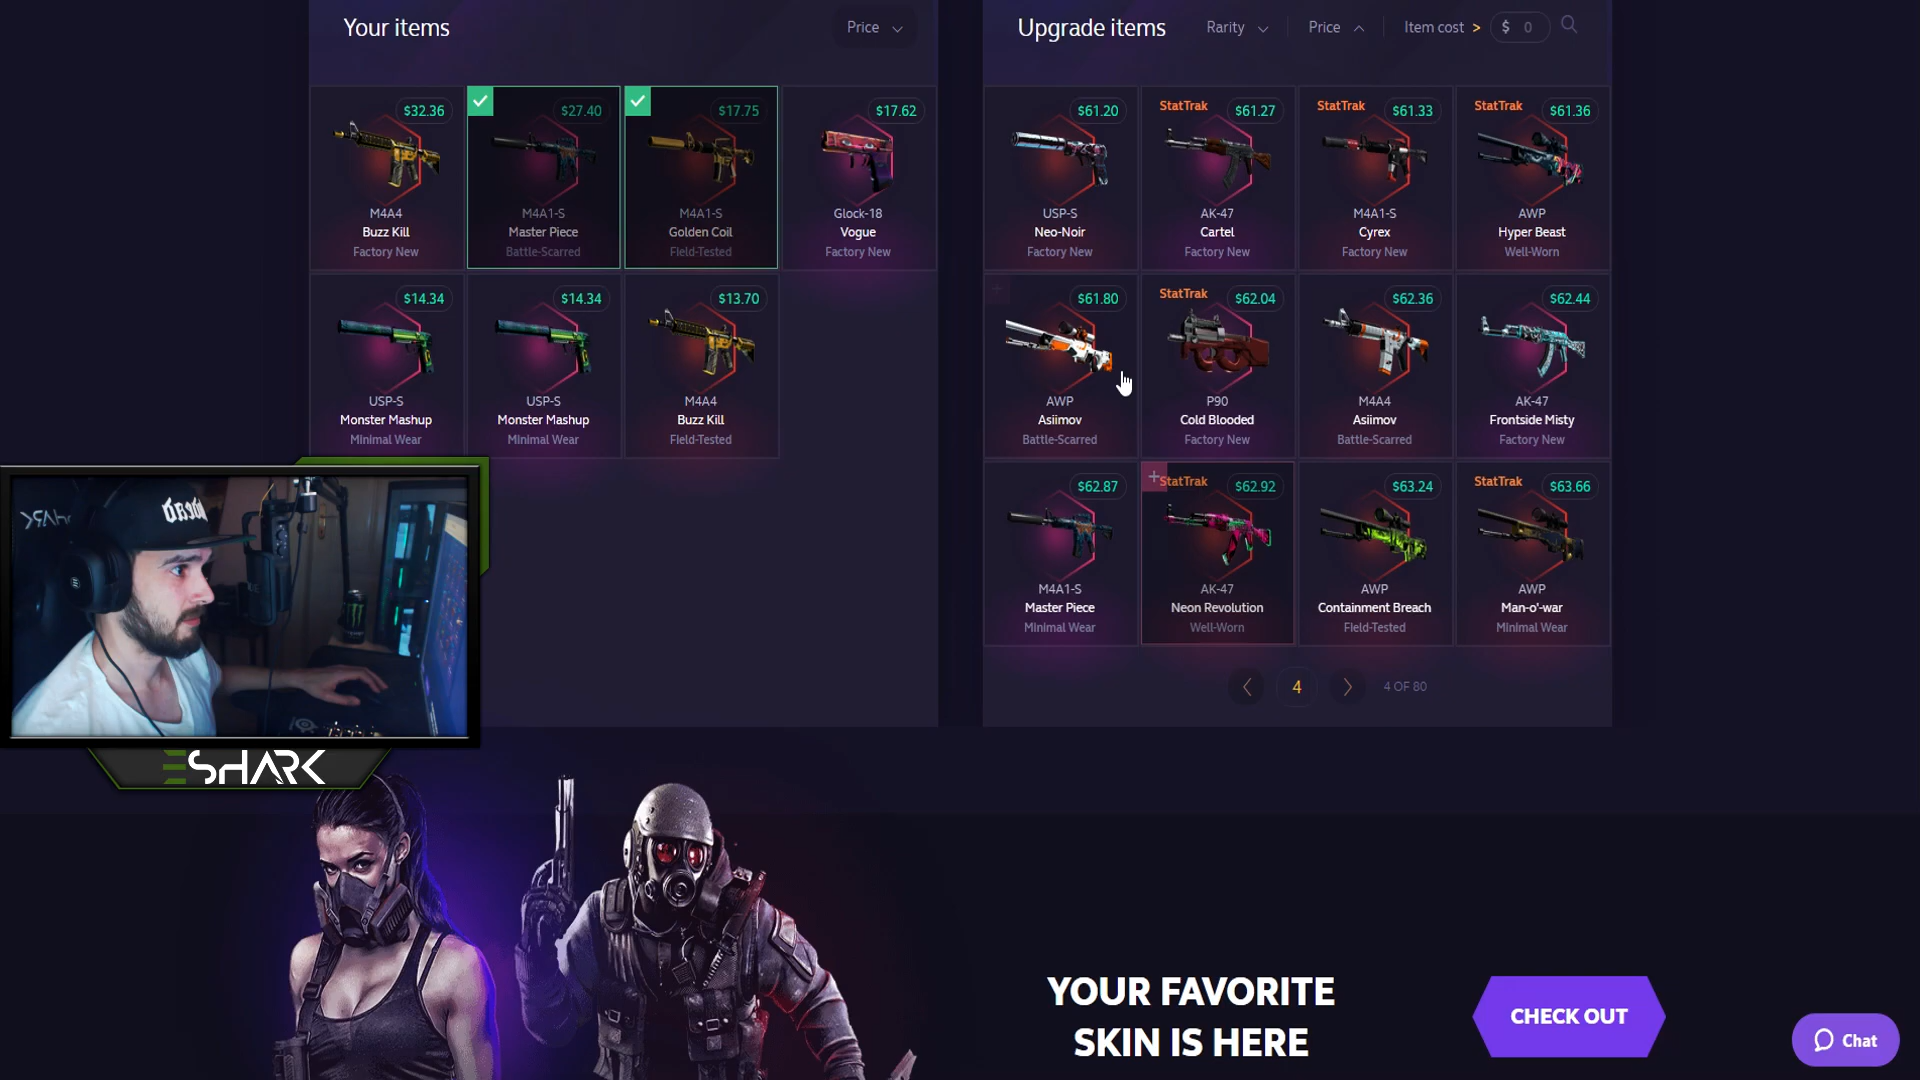 Your items
Price
$32.36
M4A4
Buzz Kill
Factory New
$27.40
M4A1-S
Master Piece
Battle-Scarred
$17.75
M4A1-S
Golden Coil
Field-Tested
$17.62
Glock-18
Vogue
Factory New
$14.34
USP-S
Monster Mashup
Minimal Wear
$14.34
USP-S
Monster Mashup
Minimal Wear
$13.70
M4A4
Buzz Kill
Field-Tested
Upgrade items
Rarity
Price
Item cost >
$ 0
$61.20
USP-S
Neo-Noir
Factory New
StatTrak $61.27
AK-47
Cartel
Factory New
StatTrak $61.33
M4A1-S
Cyrex
Factory New
StatTrak $61.36
AWP
Hyper Beast
Well-Worn
$61.80
AWP
Asiimov
Battle-Scarred
StatTrak $62.04
P90
Cold Blooded
Factory New
$62.36
M4A4
Asiimov
Battle-Scarred
$62.44
AK-47
Frontside Misty
Factory New
$62.87
M4A1-S
Master Piece
Minimal Wear
StatTrak $62.92
AK-47
Neon Revolution
Well-Worn
$63.24
AWP
Containment Breach
Field-Tested
StatTrak $63.66
AWP
Man-o'-war
Minimal Wear
4
4 OF 80
ESHARK
YOUR FAVORITE
SKIN IS HERE
CHECK OUT
Chat